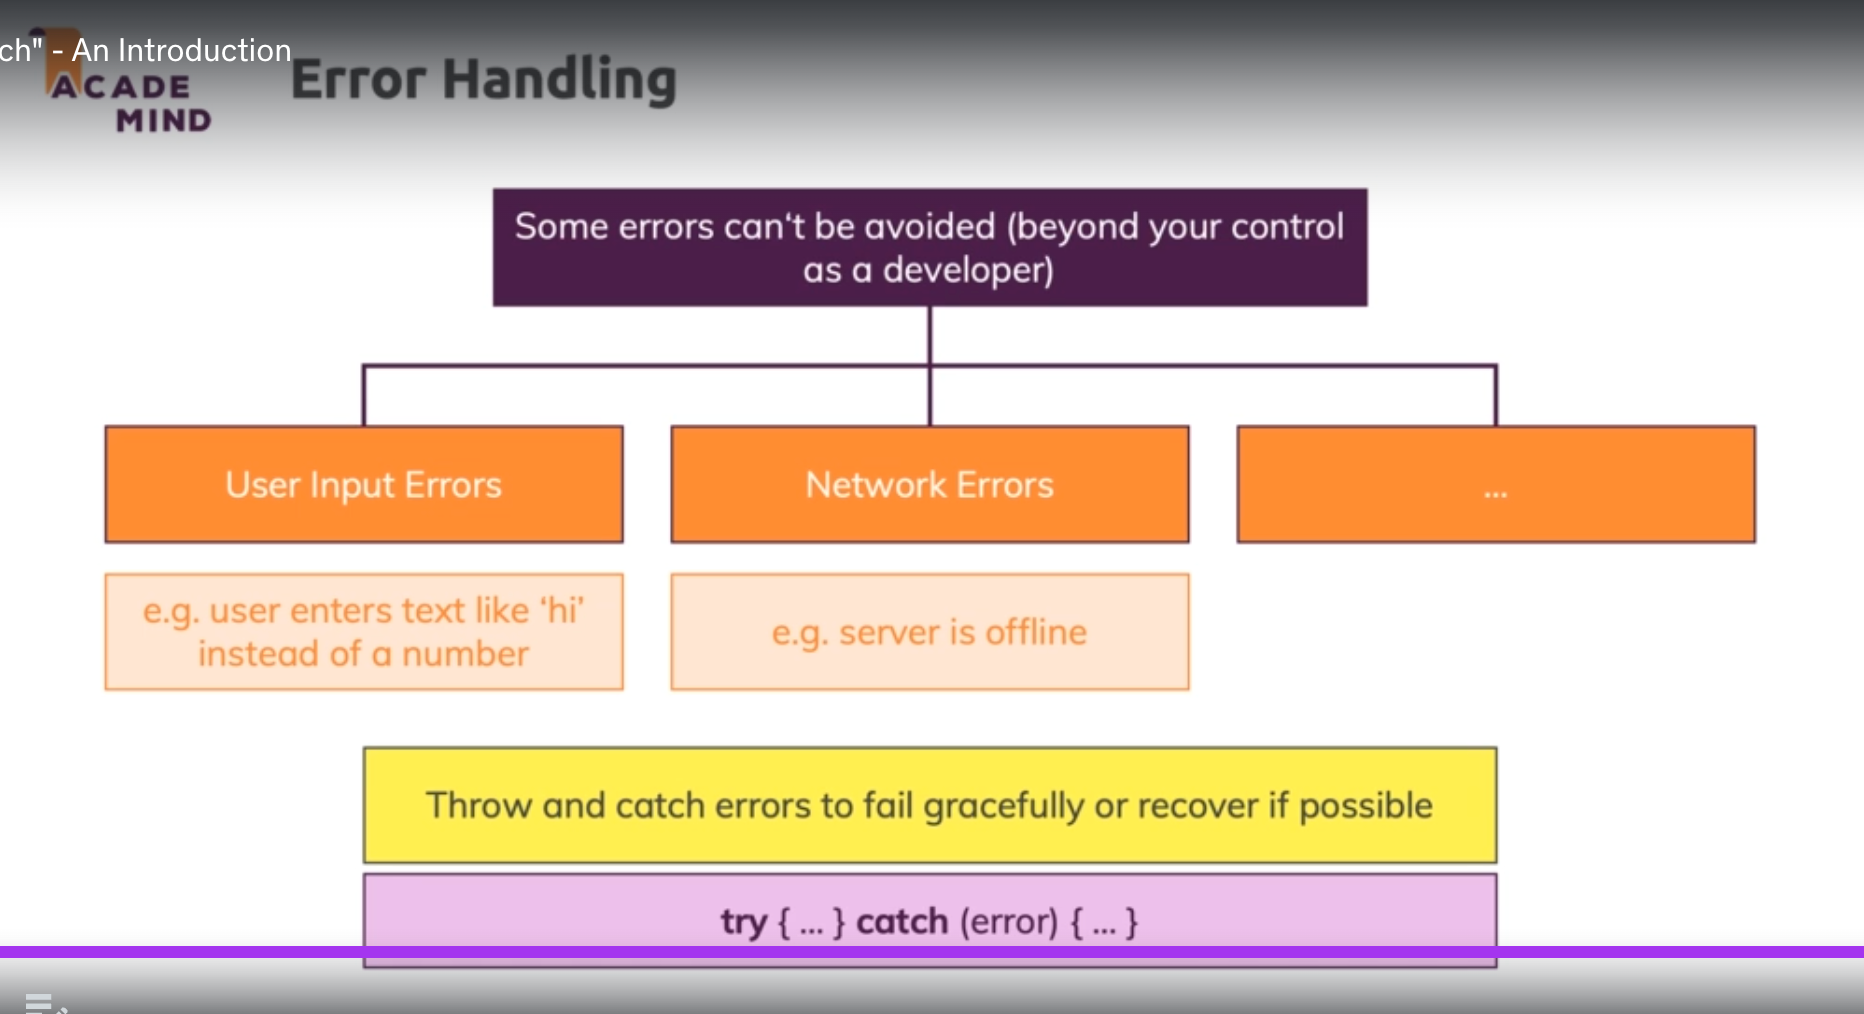 ch" - An Introduction
ACADE
MIND
Error Handling
Some errors can‘t be avoided (beyond your control
as a developer)
User Input Errors
Network Errors
...
e.g. user enters text like ‘hi’
instead of a number
e.g. server is offline
Throw and catch errors to fail gracefully or recover if possible
try { ... } catch (error) { ... }